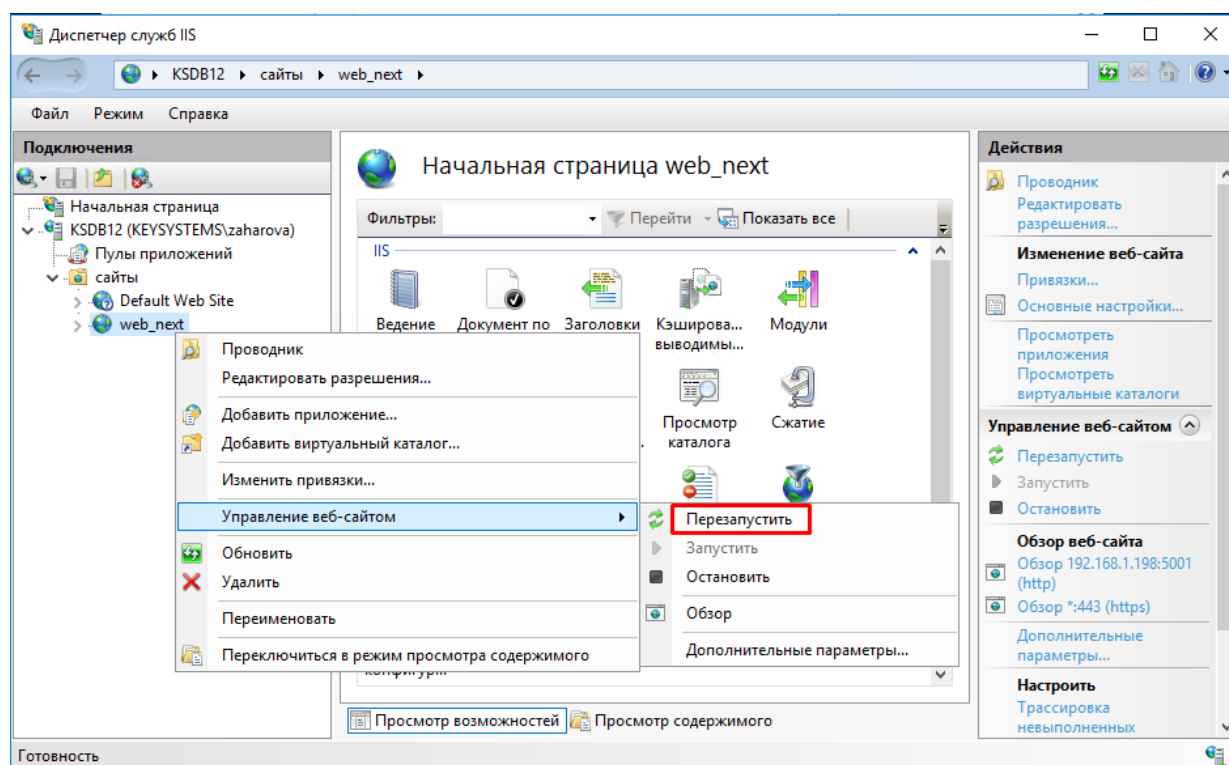 Диспетчер служб IIS
KSDB12 сайты web_next
Файл Режим Справка
Подключения
Начальная страница
KSDB12 (KEYSYSTEMS\zaharova)
Пулы приложений
сайты
Default Web Site
web_next
Начальная страница web_next
Фильтры: Перейти Показать все
IIS
Ведение Документ по Заголовки Кэширова... Модули
выводимы...
Просмотр Сжатие
каталога
Проводник
Редактировать разрешения...
Добавить приложение...
Добавить виртуальный каталог...
Изменить привязки...
Управление веб-сайтом
Обновить
Удалить
Переименовать
Переключиться в режим просмотра содержимого
Перезапустить
Запустить
Остановить
Обзор
Дополнительные параметры...
Просмотр возможностей Просмотр содержимого
Действия
Проводник
Редактировать
разрешения...
Изменение веб-сайта
Привязки...
Основные настройки...
Просмотреть
приложения
Просмотреть
виртуальные каталоги
Управление веб-сайтом
Перезапустить
Запустить
Остановить
Обзор веб-сайта
Обзор 192.168.1.198:5001
(http)
Обзор *:443 (https)
Дополнительные
параметры...
Настроить
Трассировка
невыполненных
Готовность